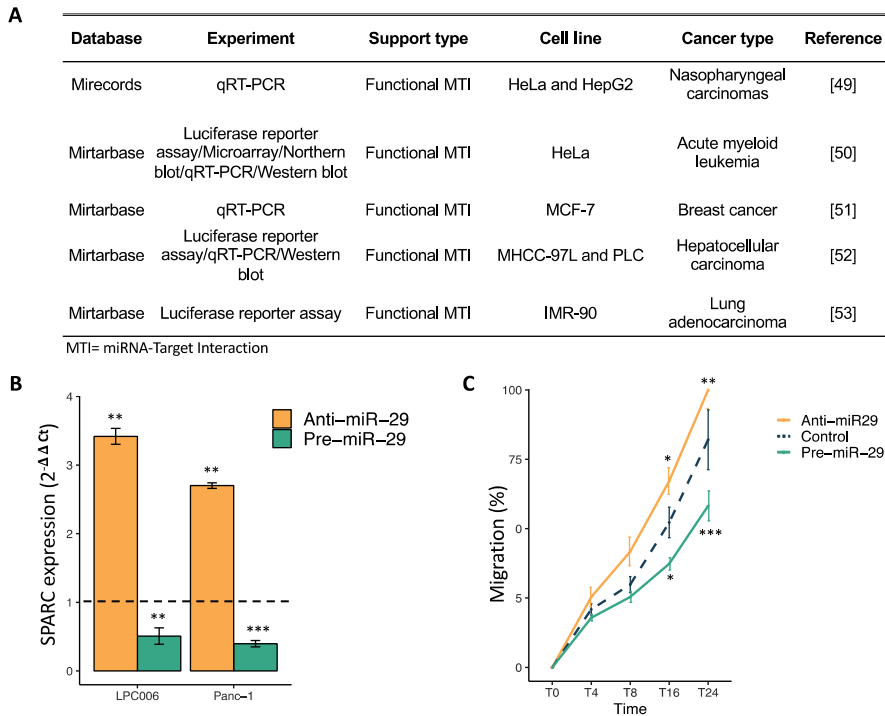 A
Database Experiment Support type Cell line Cancer type Reference
Mirecords qRT-PCR Functional MTI HeLa and HepG2 Nasopharyngeal carcinomas [49]
Mirtarbase Luciferase reporter assay/Microarray/Northern blot/qRT-PCR/Western blot Functional MTI HeLa Acute myeloid leukemia [50]
Mirtarbase qRT-PCR Functional MTI MCF-7 Breast cancer [51]
Mirtarbase Luciferase reporter assay/qRT-PCR/Western blot Functional MTI MHCC-97L and PLC Hepatocellular carcinoma [52]
Mirtarbase Luciferase reporter assay Functional MTI IMR-90 Lung adenocarcinoma [53]
MTI= miRNA-Target Interaction
B
SPARC expression (2-ΔΔCt)
4
3
2
1
0
**
**
**
***
Anti–miR–29
Pre–miR–29
LPC006 Panc–1
C
Migration (%)
100
75
0
5
0
**
*
*
***
Anti–miR29
Control
Pre–miR–29
T0 T4 T8 T16 T24
Time